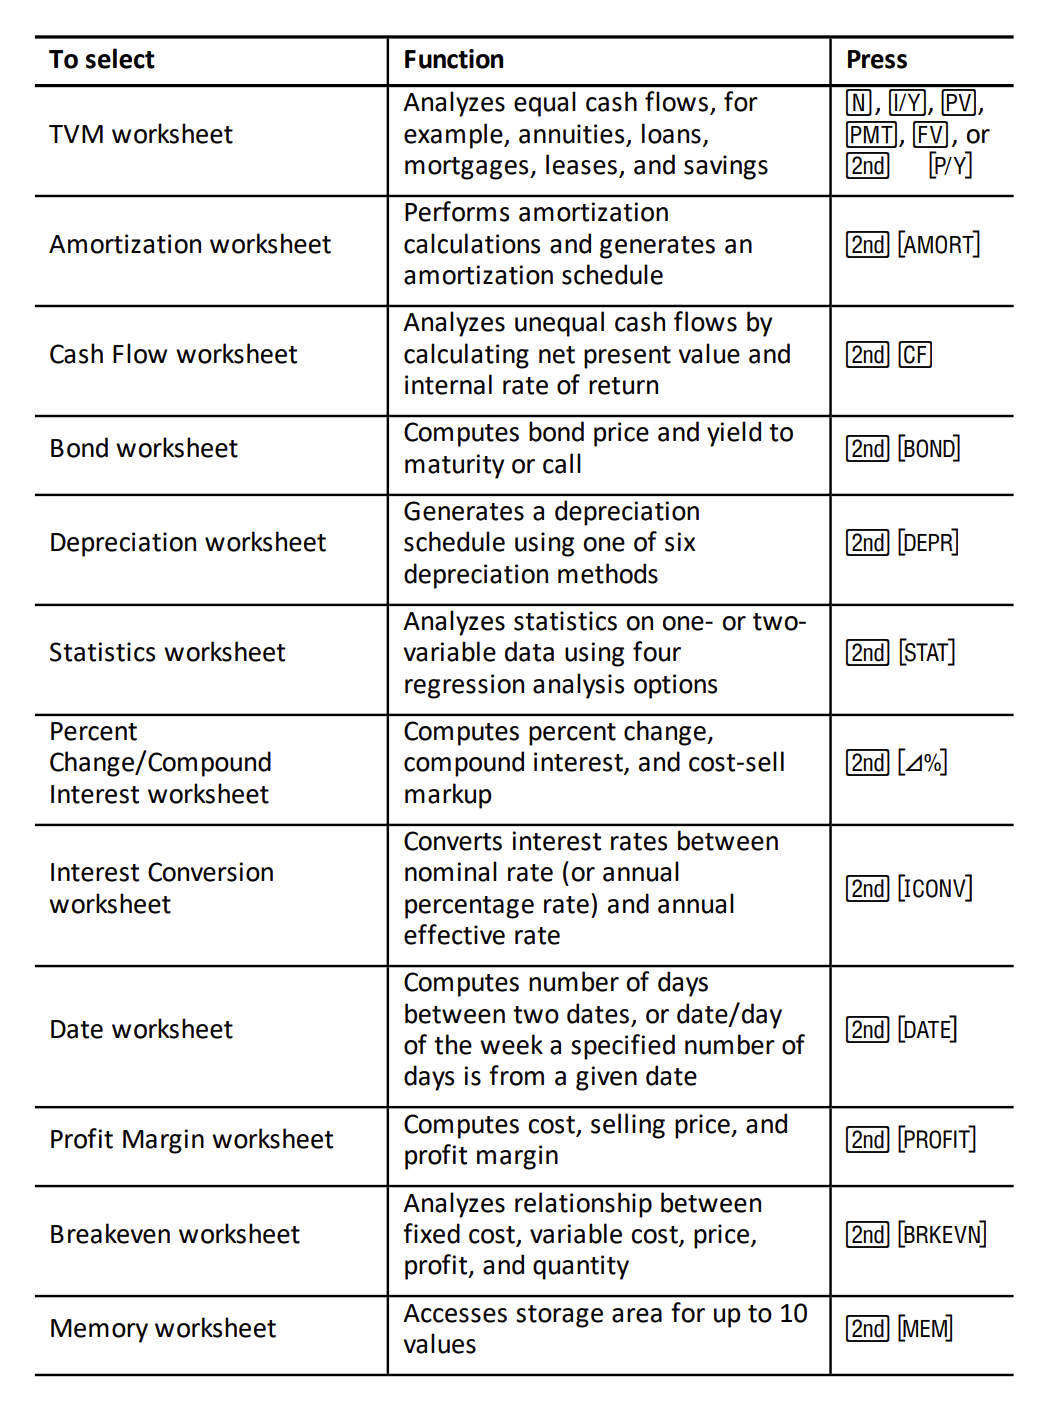 To select Function Press
TVM worksheet
Analyzes equal cash flows, for
example, annuities, loans,
mortgages, leases, and savings
N, I/Y, PV,
PMT, FV, or
2nd [P/Y]
Amortization worksheet
Performs amortization
calculations and generates an
amortization schedule
2nd [AMORT]
Cash Flow worksheet
Analyzes unequal cash flows by
calculating net present value and
internal rate of return
2nd CF
Bond worksheet
Computes bond price and yield to
maturity or call
2nd [BOND]
Depreciation worksheet
Generates a depreciation
schedule using one of six
depreciation methods
2nd [DEPR]
Statistics worksheet
Analyzes statistics on one- or two-
variable data using four
regression analysis options
2nd [STAT]
Percent
Change/Compound
Interest worksheet
Computes percent change,
compound interest, and cost-sell
markup
2nd [⊿%]
Interest Conversion
worksheet
Converts interest rates between
nominal rate (or annual
percentage rate) and annual
effective rate
2nd [ICONV]
Date worksheet
Computes number of days
between two dates, or date/day
of the week a specified number of
days is from a given date
2nd [DATE]
Profit Margin worksheet
Computes cost, selling price, and
profit margin
2nd [PROFIT]
Breakeven worksheet
Analyzes relationship between
fixed cost, variable cost, price,
profit, and quantity
2nd [BRKEVN]
Memory worksheet
Accesses storage area for up to 10
values
2nd [MEM]